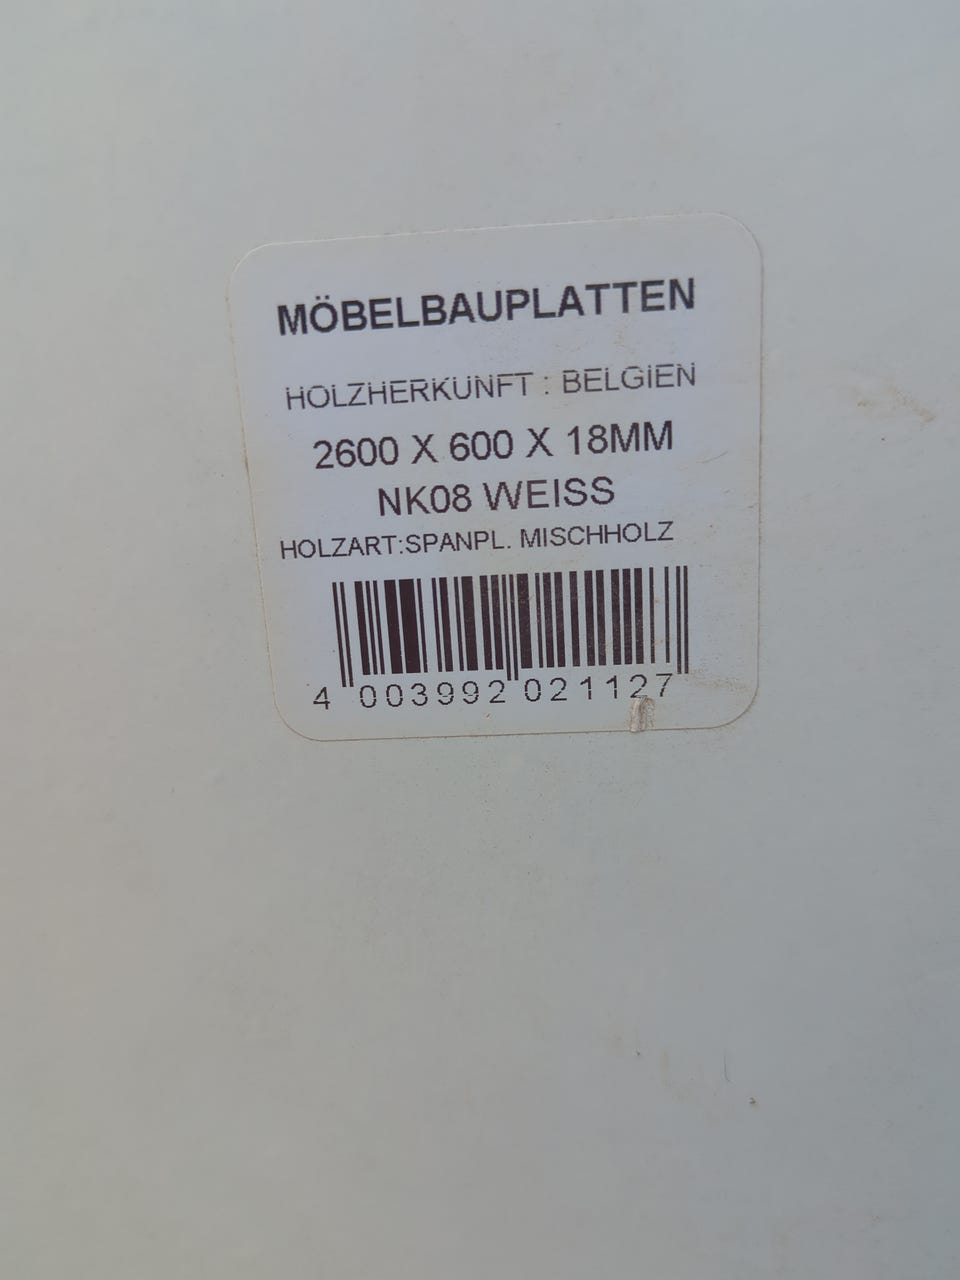 MÖBELBAUPLATTEN
HOLZHERKUNFT : BELGIEN
2600 X 600 X 18MM
NK08 WEISS
HOLZART:SPANPL. MISCHHOLZ
4 003992 021127